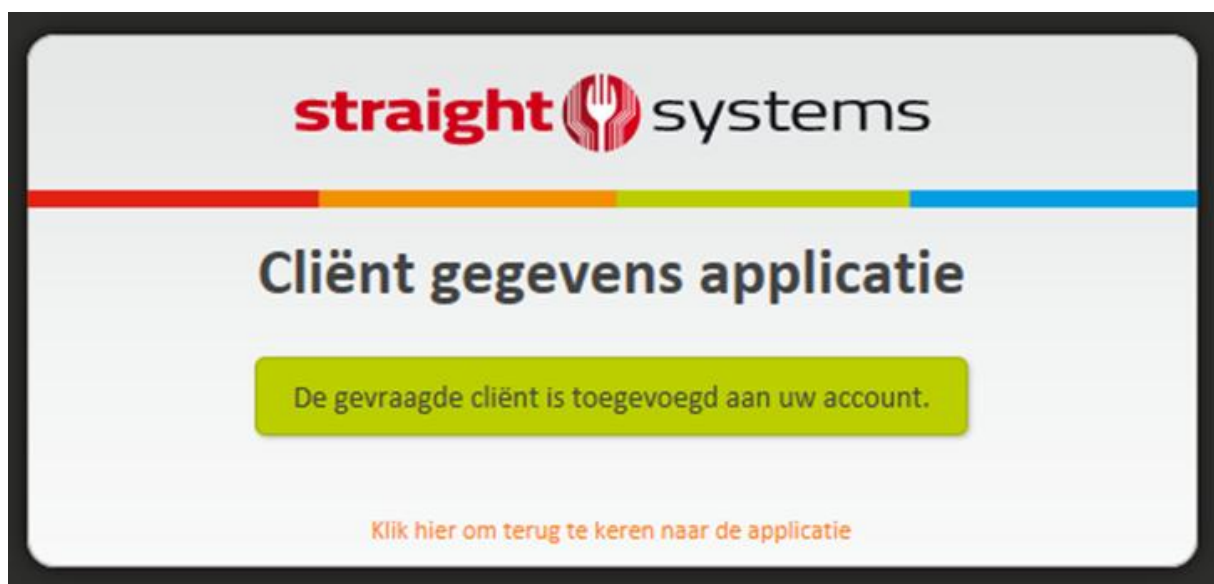 straight systems
Cliënt gegevens applicatie
De gevraagde cliënt is toegevoegd aan uw account.
Klik hier om terug te keren naar de applicatie